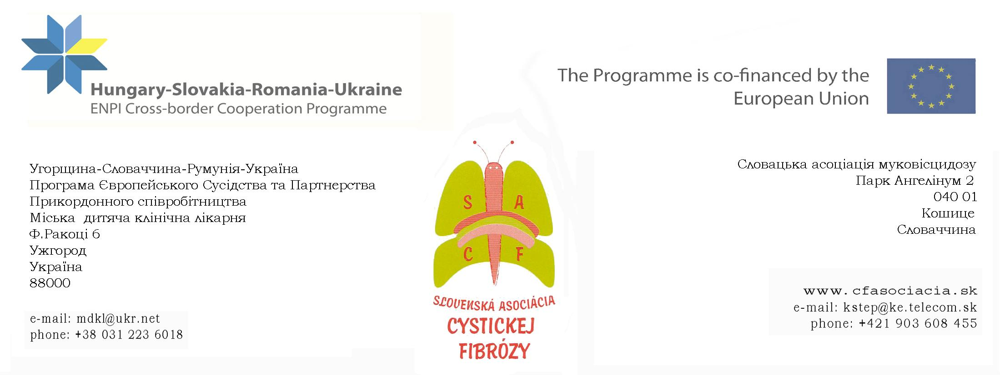 Hungary-Slovakia-Romania-Ukraine
ENPI Cross-border Cooperation Programme
The Programme is co-financed by the
European Union
Угорщина-Словаччина-Румунія-Україна
Програма Європейського Сусідства та Партнерства
Прикордонного співробітництва
Міська дитяча клінічна лікарня
Ф.Ракоці 6
Ужгород
Україна
88000
e-mail: mdkl@ukr.net
phone: +38 031 223 6018
S A
C F
SLOVENSKÁ ASOCIÁCIA
CYSTICKEJ
FIBRÓZY
Словацька асоціація муковісцидозу
Парк Ангелінум 2
040 01
Кошице
Словаччина
www.cfasociacia.sk
e-mail: kstep@ke.telecom.sk
phone: +421 903 608 455